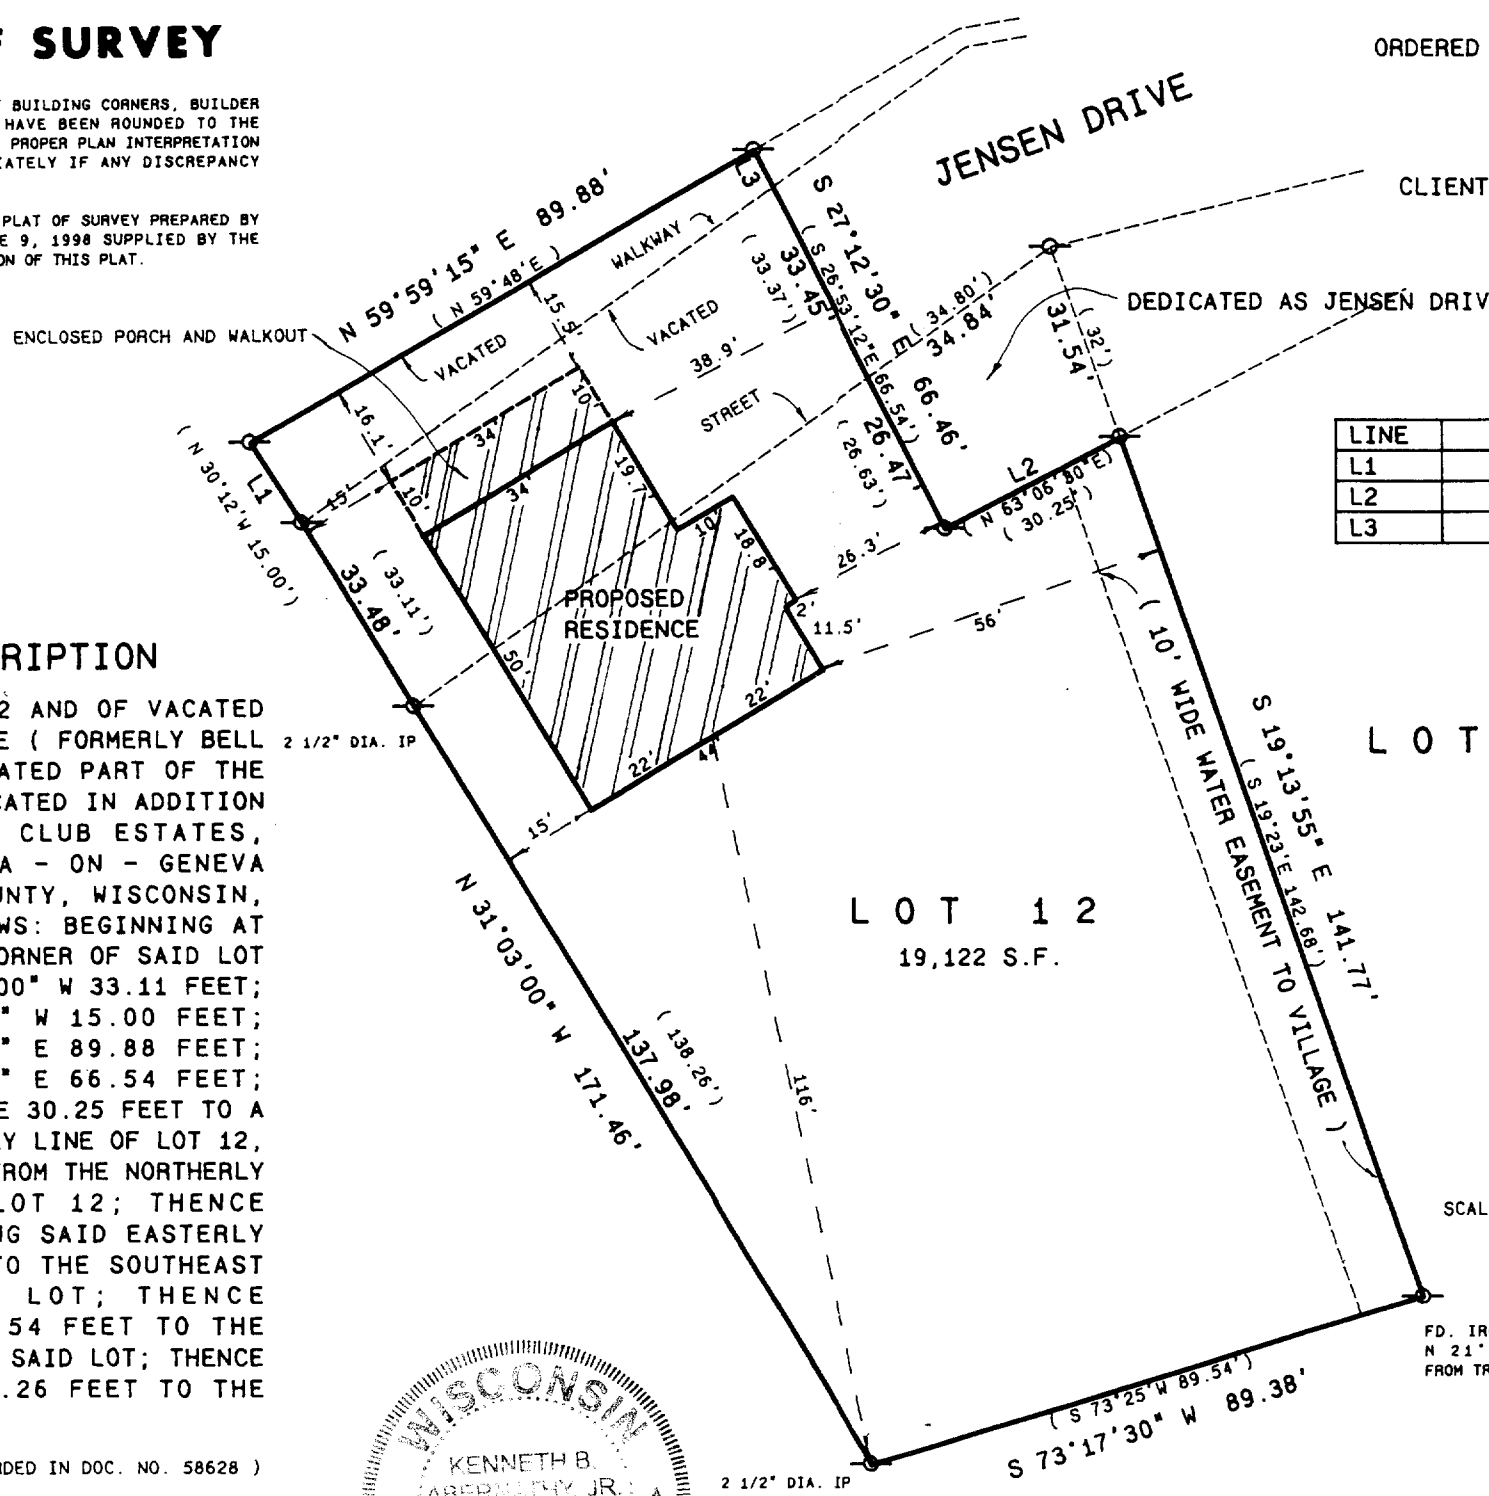 F SURVEY
BUILDING CORNERS, BUILDER
HAVE BEEN ROUNDED TO THE
PROPER PLAN INTERPRETATION
IATELY IF ANY DISCREPANCY
PLAT OF SURVEY PREPARED BY
E 9, 1998 SUPPLIED BY THE
ON OF THIS PLAT.
ORDERED
CLIENT
JENSEN DRIVE
DEDICATED AS JENSEN DRIV
N 59°59'15" E 89.88'
( N 59°48'E )
L3
S 27°12'30" E 66.46'
( S 26°53'12"E 66.54')
33.45'
( 33.37')
26.47'
( 26.63')
( 34.80')
34.84'
31.54'
( 32')
WALKWAY
VACATED
VACATED
STREET
ENCLOSED PORCH AND WALKOUT
15.5'
16.1'
38.9'
34'
10'
10'
34'
19.7'
10'
18.8'
2'
11.5'
26.3'
56'
50'
22'
22'
44'
15'
15'
PROPOSED
RESIDENCE
L1
( N 30°12'W 15.00')
33.48'
( 33.11')
L2
( N 63°06'30"E)
( 30.25')
LINE
L1
L2
L3
2 1/2" DIA. IP
RIPTION
2 AND OF VACATED
E ( FORMERLY BELL
ATED PART OF THE
CATED IN ADDITION
CLUB ESTATES,
A - ON - GENEVA
UNTY, WISCONSIN,
WS: BEGINNING AT
ORNER OF SAID LOT
00" W 33.11 FEET;
" W 15.00 FEET;
" E 89.88 FEET;
" E 66.54 FEET;
E 30.25 FEET TO A
Y LINE OF LOT 12,
FROM THE NORTHERLY
LOT 12; THENCE
NG SAID EASTERLY
TO THE SOUTHEAST
LOT; THENCE
54 FEET TO THE
SAID LOT; THENCE
.26 FEET TO THE
RDED IN DOC. NO. 58628 )
LOT
LOT 12
19,122 S.F.
( 10' WIDE WATER EASEMENT TO VILLAGE )
S 19°13'55" E 141.77'
( S 19°23'E 142.68')
N 31°03'00" W 171.46'
137.98'
( 138.26')
116'
SCAL
FD. IR
N 21°
FROM TR
( S 73°25'W 89.54')
S 73°17'30" W 89.38'
2 1/2" DIA. IP
WISCONSIN
KENNETH B.
ABERNATHY, JR.